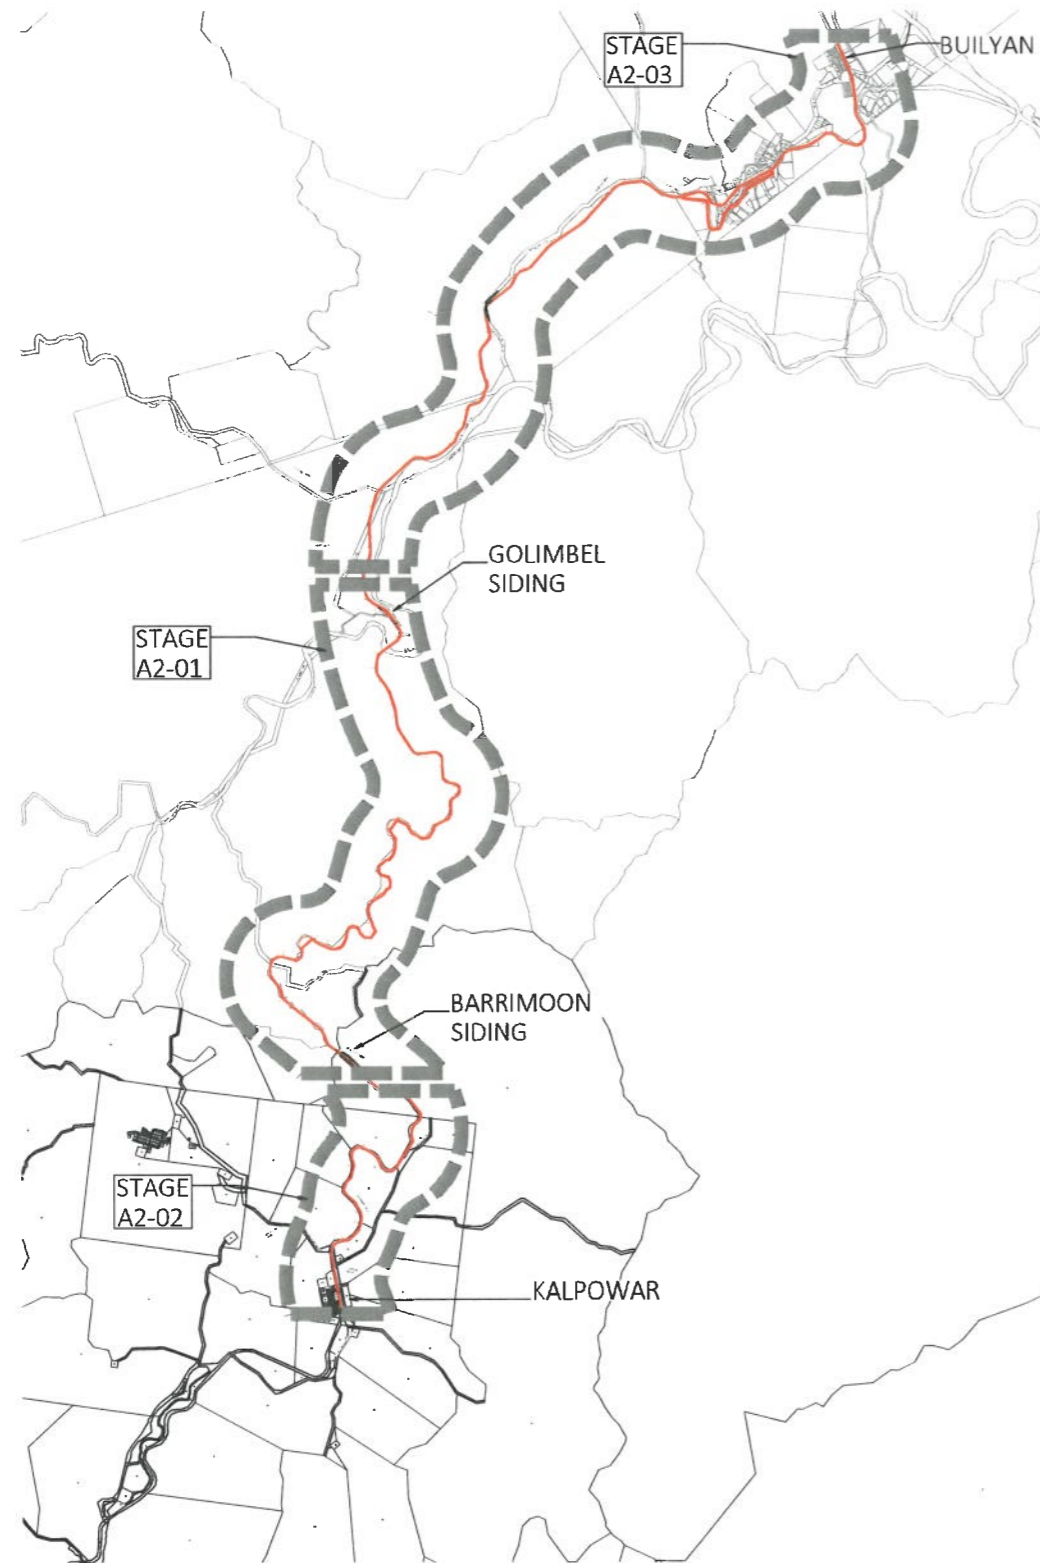 STAGE
A2-03
BUILYAN
GOLIMBEL
SIDING
STAGE
A2-01
BARRIMOON
SIDING
STAGE
A2-02
KALPOWAR